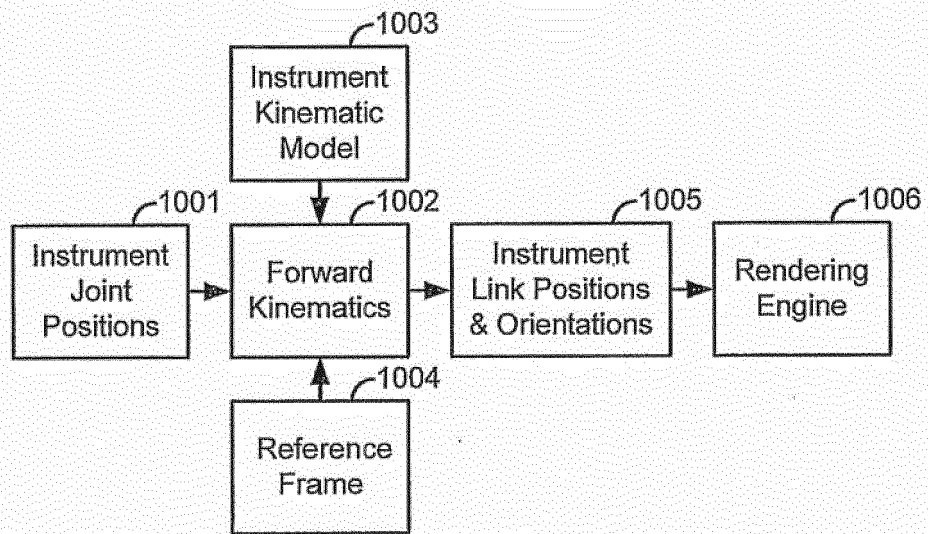 1003
Instrument
Kinematic
Model
1001
Instrument
Joint
Positions
1002
Forward
Kinematics
1005
Instrument
Link Positions
& Orientations
1006
Rendering
Engine
1004
Reference
Frame